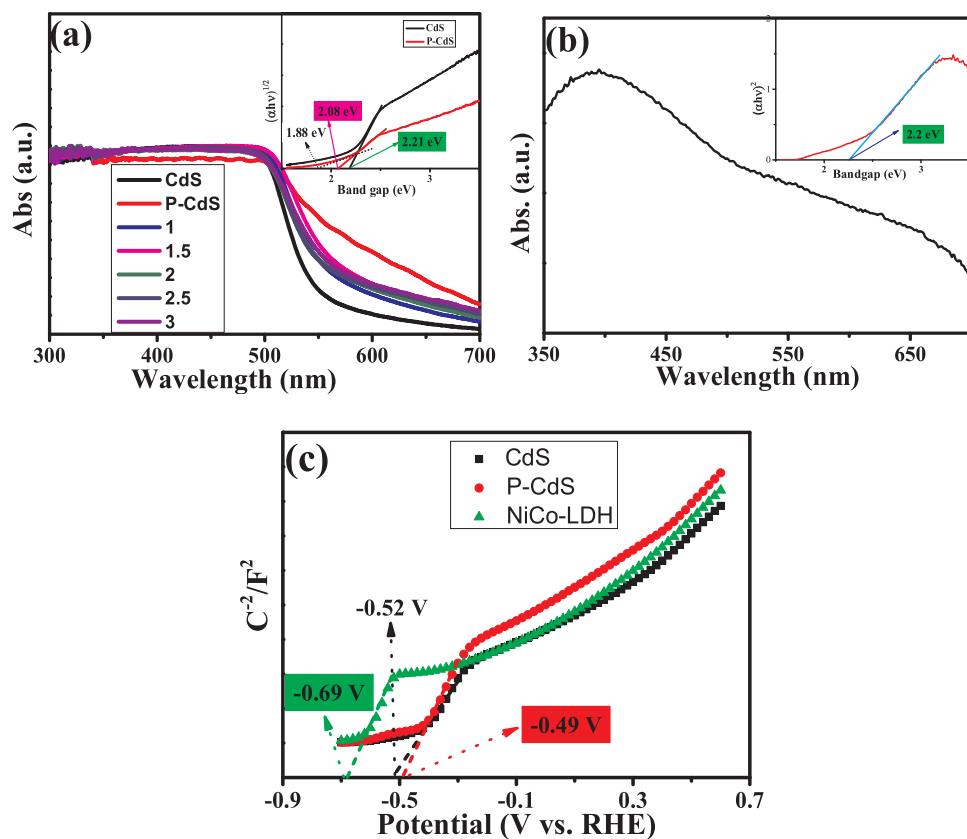 (a)
CdS
P-CdS
(αhν)1/2
1.88 eV
2.08 eV
2.21 eV
2
3
Band gap (eV)
Abs (a.u.)
CdS
P-CdS
1
1.5
2
2.5
3
300 400 500 600 700
Wavelength (nm)
(b)
(αhν)2
2
1
0
2.2 eV
2 3
Bandgap (eV)
Abs. (a.u.)
350 450 550 650
Wavelength (nm)
(c)
CdS
P-CdS
NiCo-LDH
C-2/F2
-0.52 V
-0.69 V
-0.49 V
-0.9 -0.5 -0.1 0.3 0.7
Potential (V vs. RHE)